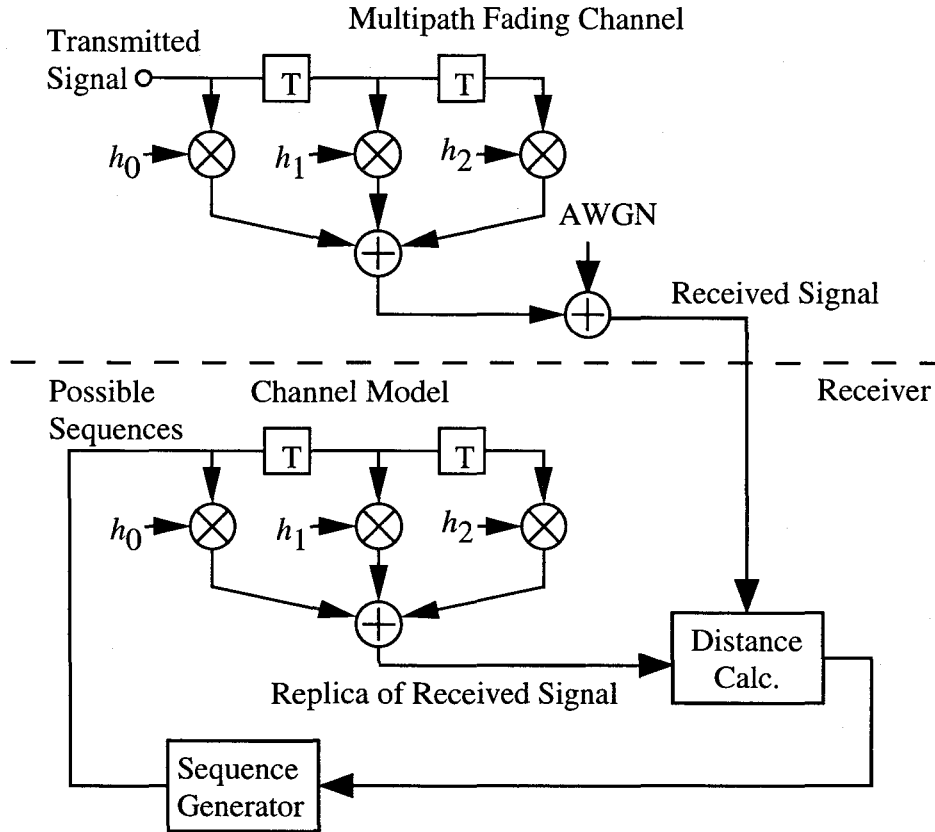 Multipath Fading Channel
Transmitted
Signal
T
T
h0
h1
h2
AWGN
Received Signal
Possible
Sequences
Channel Model
Receiver
T
T
h0
h1
h2
Distance
Calc.
Replica of Received Signal
Sequence
Generator